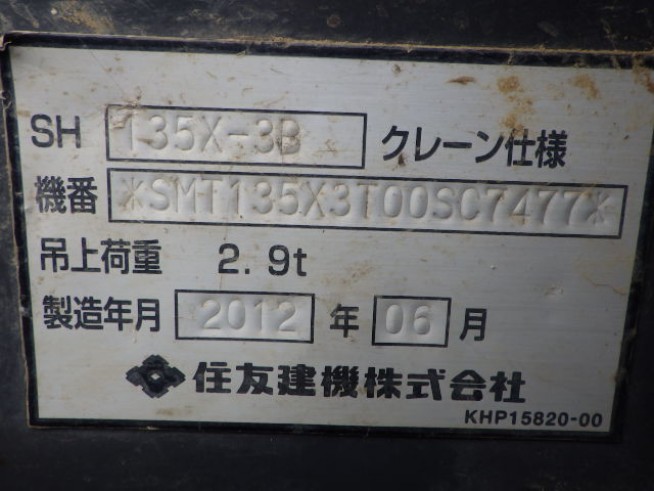 SH 135X-3B クレーン仕様
機番 *SMT135X3T00SC7477*
吊上荷重 2.9t
製造年月 2012 年 06 月
住友建機株式会社
KHP15820-00